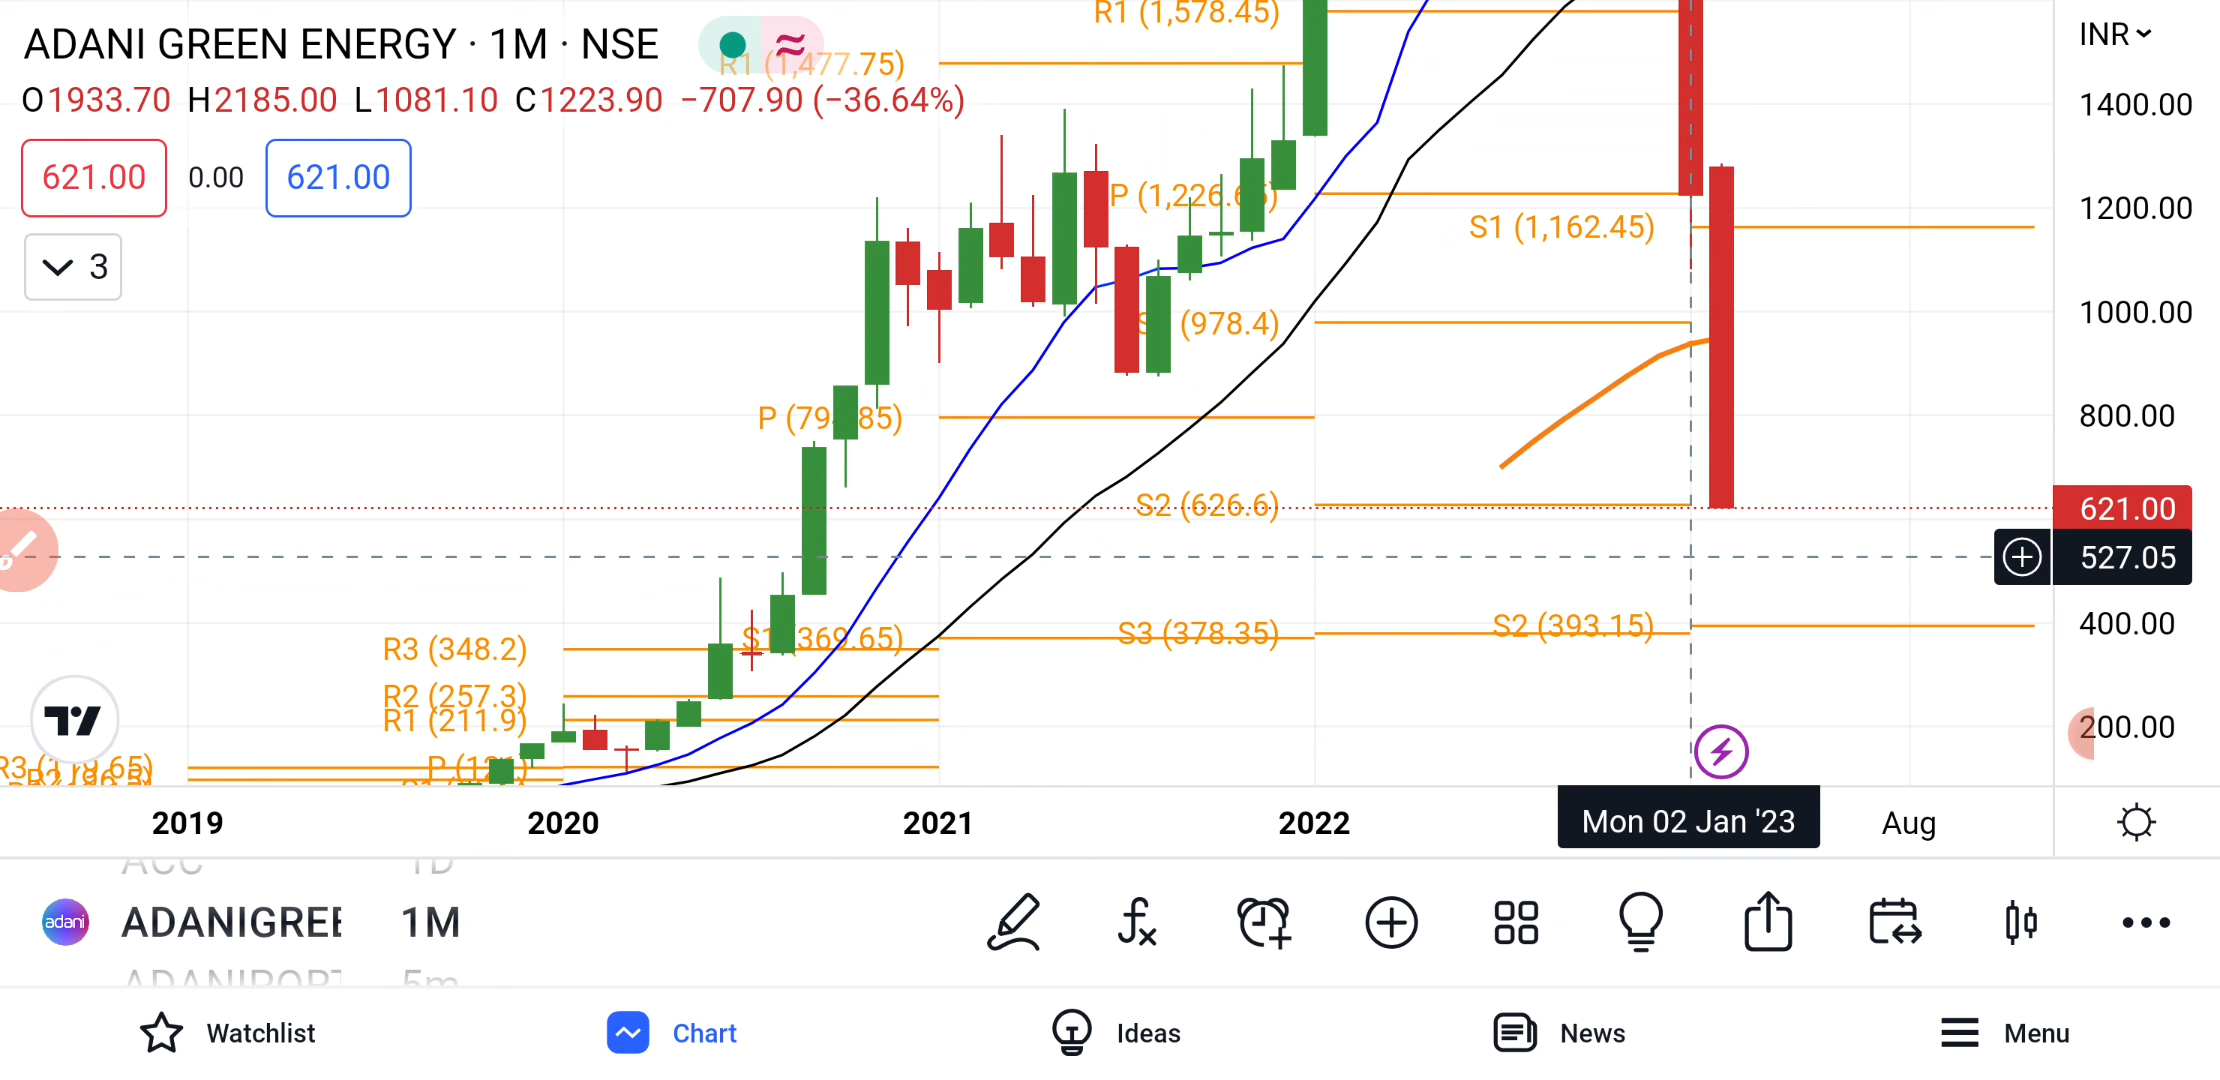 R1 (1,578.45)
ADANI GREEN ENERGY · 1M · NSE
INR
R1 (1,477.75)
O1933.70 H2185.00 L1081.10 C1223.90 −707.90 (−36.64%)
1400.00
621.00 0.00 621.00
P (1,226.65)
1200.00
S1 (1,162.45)
3
1000.00
(978.4)
800.00
S2 (626.6)
621.00
527.05
S3 (378.35)
S2 (393.15)
400.00
S1 (369.65)
R3 (348.2)
R2 (257.3)
R1 (211.9)
200.00
2019 2020 2021 2022 Mon 02 Jan '23 Aug
ACC 1D
adani ADANIGREE 1M
ADANIPORT 5m
Watchlist Chart Ideas News Menu